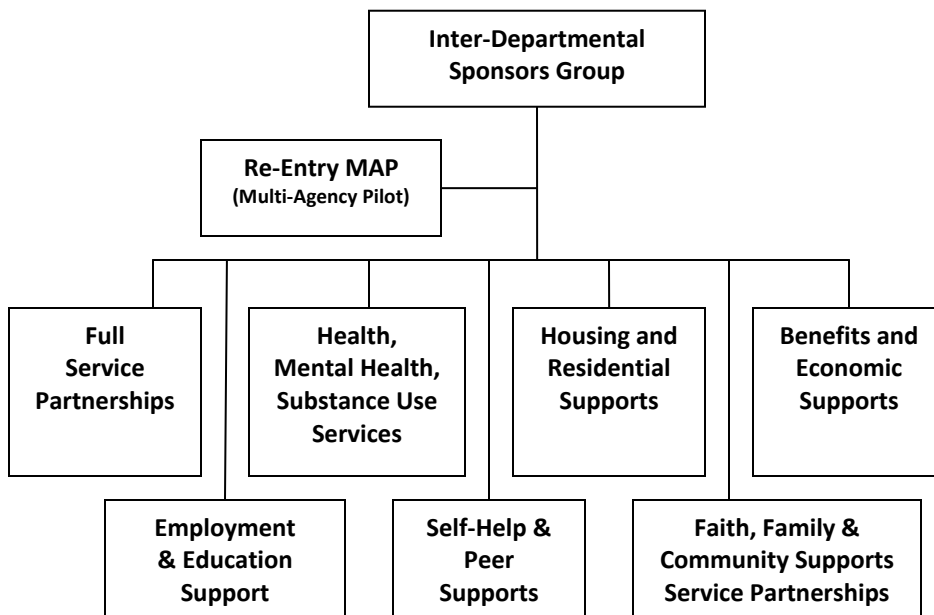 Inter-Departmental
Sponsors Group
Re-Entry MAP
(Multi-Agency Pilot)
Full
Service
Partnerships
Health,
Mental Health,
Substance Use
Services
Housing and
Residential
Supports
Benefits and
Economic
Supports
Employment
& Education
Support
Self-Help &
Peer
Supports
Faith, Family &
Community Supports
Service Partnerships